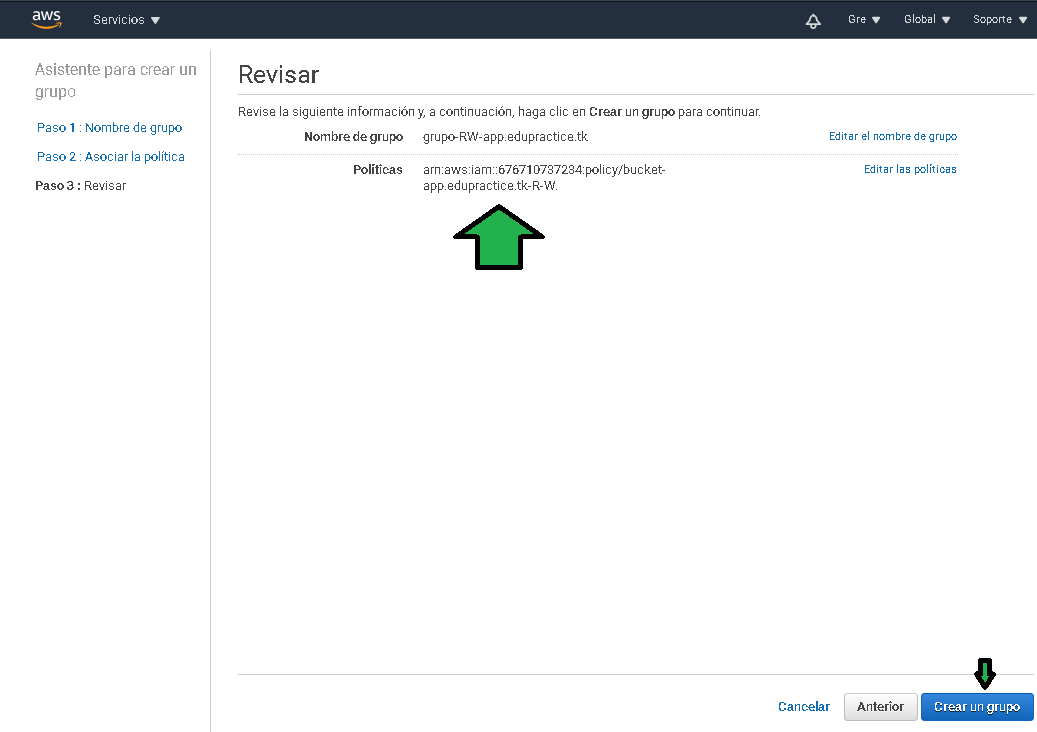 aws Servicios Gre Global Soporte
Asistente para crear un
grupo
Paso 1 : Nombre de grupo
Paso 2 : Asociar la política
Paso 3 : Revisar
Revisar
Revise la siguiente información y, a continuación, haga clic en Crear un grupo para continuar.
Nombre de grupo grupo-RW-app.edupractice.tk Editar el nombre de grupo
Políticas arn:aws:iam::676710737234:policy/bucket- Editar las políticas
app.edupractice.tk-R-W.
Cancelar Anterior Crear un grupo